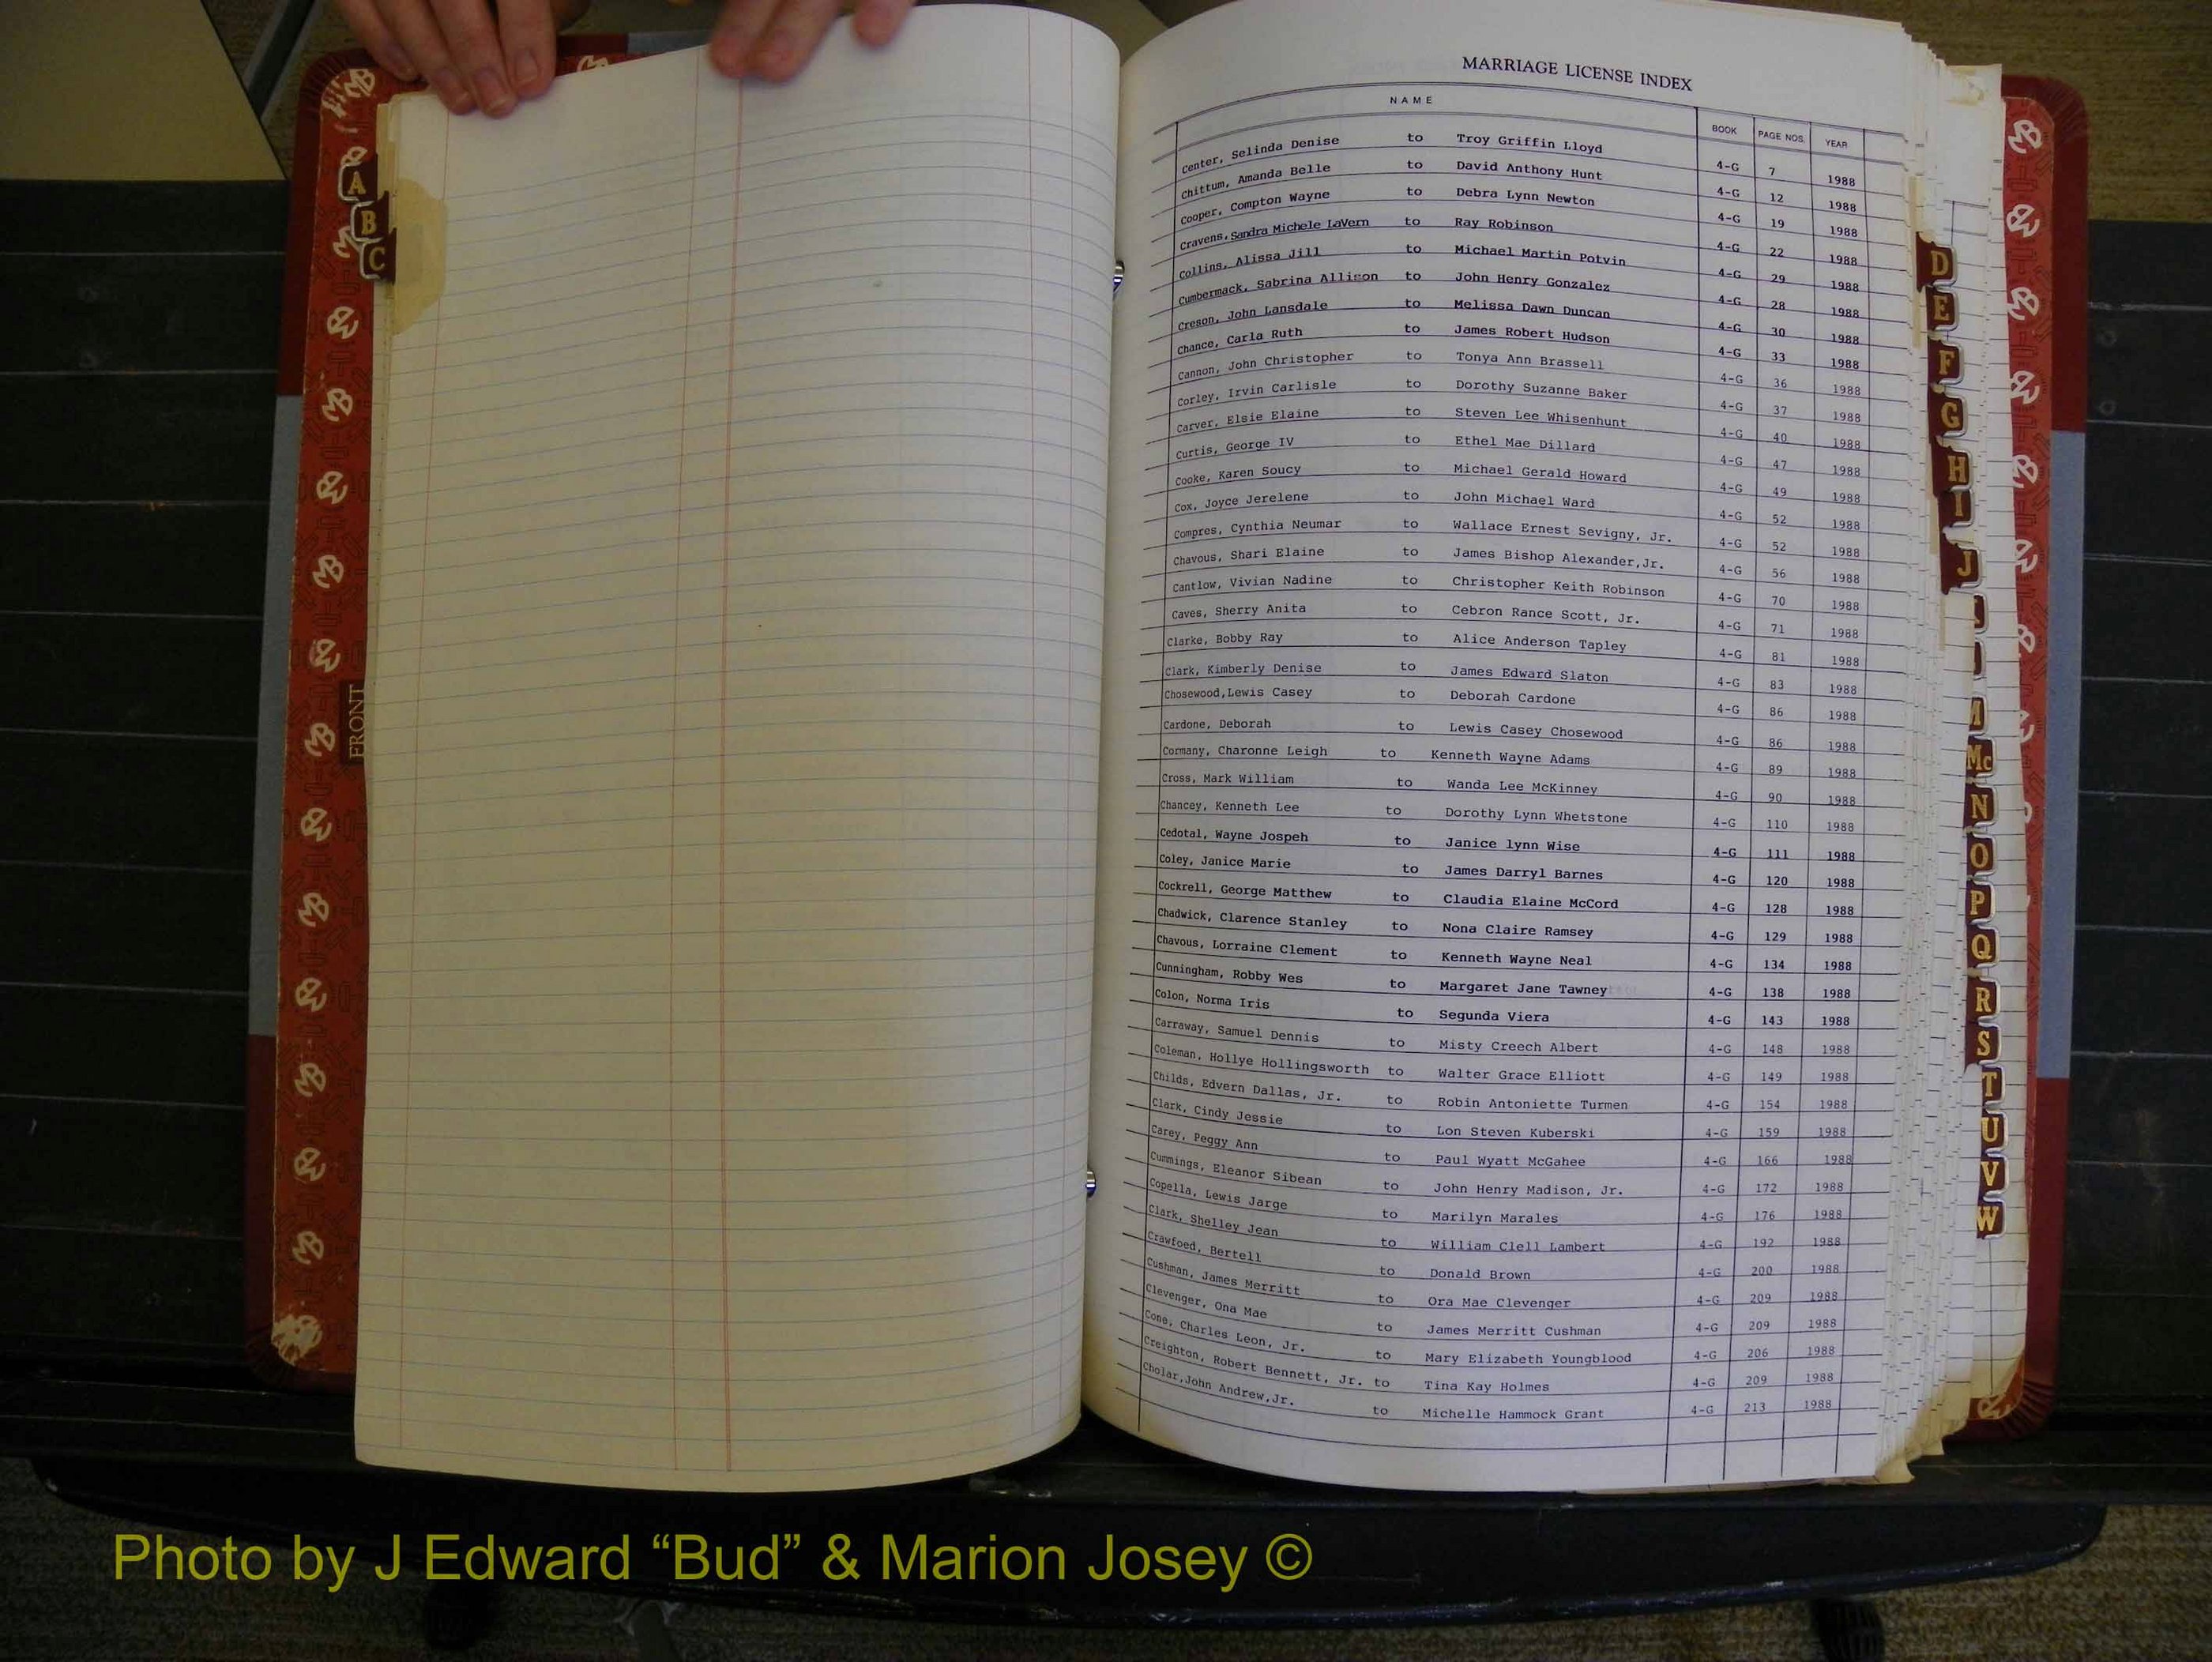 MARRIAGE LICENSE INDEX
NAME BOOK PAGE NOS. YEAR
Center, Selinda Denise to Troy Griffin Lloyd 4-G 7 1988
Chittum, Amanda Belle to David Anthony Hunt 4-G 12 1988
Cooper, Compton Wayne to Debra Lynn Newton 4-G 19 1988
Cravens, Sandra Michele LaVern to Ray Robinson 4-G 22 1988
Collins, Alissa Jill to Michael Martin Potvin 4-G 29 1988
Cumbermack, Sabrina Allison to John Henry Gonzalez 4-G 28 1988
Creson, John Lansdale to Melissa Dawn Duncan 4-G 30 1988
Chance, Carla Ruth to James Robert Hudson 4-G 33 1988
Cannon, John Christopher to Tonya Ann Brassell 4-G 36 1988
Corley, Irvin Carlisle to Dorothy Suzanne Baker 4-G 37 1988
Carver, Elsie Elaine to Steven Lee Whisenhunt 4-G 40 1988
Curtis, George IV to Ethel Mae Dillard 4-G 47 1988
Cooke, Karen Soucy to Michael Gerald Howard 4-G 49 1988
Cox, Joyce Jerelene to John Michael Ward 4-G 52 1988
Compres, Cynthia Neumar to Wallace Ernest Sevigny, Jr. 4-G 52 1988
Chavous, Shari Elaine to James Bishop Alexander,Jr. 4-G 56 1988
Cantlow, Vivian Nadine to Christopher Keith Robinson 4-G 70 1988
Caves, Sherry Anita to Cebron Rance Scott, Jr. 4-G 71 1988
Clarke, Bobby Ray to Alice Anderson Tapley 4-G 81 1988
Clark, Kimberly Denise to James Edward Slaton 4-G 83 1988
Chosewood,Lewis Casey to Deborah Cardone 4-G 86 1988
Cardone, Deborah to Lewis Casey Chosewood 4-G 86 1988
Cormany, Charonne Leigh to Kenneth Wayne Adams 4-G 89 1988
Cross, Mark William to Wanda Lee McKinney 4-G 90 1988
Chancey, Kenneth Lee to Dorothy Lynn Whetstone 4-G 110 1988
Cedotal, Wayne Jospeh to Janice lynn Wise 4-G 111 1988
Coley, Janice Marie to James Darryl Barnes 4-G 120 1988
Cockrell, George Matthew to Claudia Elaine McCord 4-G 128 1988
Chadwick, Clarence Stanley to Nona Claire Ramsey 4-G 129 1988
Chavous, Lorraine Clement to Kenneth Wayne Neal 4-G 134 1988
Cunningham, Robby Wes to Margaret Jane Tawney 4-G 138 1988
Colon, Norma Iris to Segunda Viera 4-G 143 1988
Carraway, Samuel Dennis to Misty Creech Albert 4-G 148 1988
Coleman, Hollye Hollingsworth to Walter Grace Elliott 4-G 149 1988
Childs, Edvern Dallas, Jr. to Robin Antoniette Turmen 4-G 154 1988
Clark, Cindy Jessie to Lon Steven Kuberski 4-G 159 1988
Carey, Peggy Ann to Paul Wyatt McGahee 4-G 166 1988
Cummings, Eleanor Sibean to John Henry Madison, Jr. 4-G 172 1988
Copella, Lewis Jarge to Marilyn Marales 4-G 176 1988
Clark, Shelley Jean to William Clell Lambert 4-G 192 1988
Crawfoed, Bertell to Donald Brown 4-G 200 1988
Cushman, James Merritt to Ora Mae Clevenger 4-G 209 1988
Clevenger, Ona Mae to James Merritt Cushman 4-G 209 1988
Cone, Charles Leon, Jr. to Mary Elizabeth Youngblood 4-G 206 1988
Creighton, Robert Bennett, Jr. to Tina Kay Holmes 4-G 209 1988
Cholar,John Andrew,Jr. to Michelle Hammock Grant 4-G 213 1988
A
B
C
FRONT
D
E
F
G
H
I
J
M
Mc
N
O
P
Q
R
S
T
U
V
W
Photo by J Edward “Bud” & Marion Josey ©